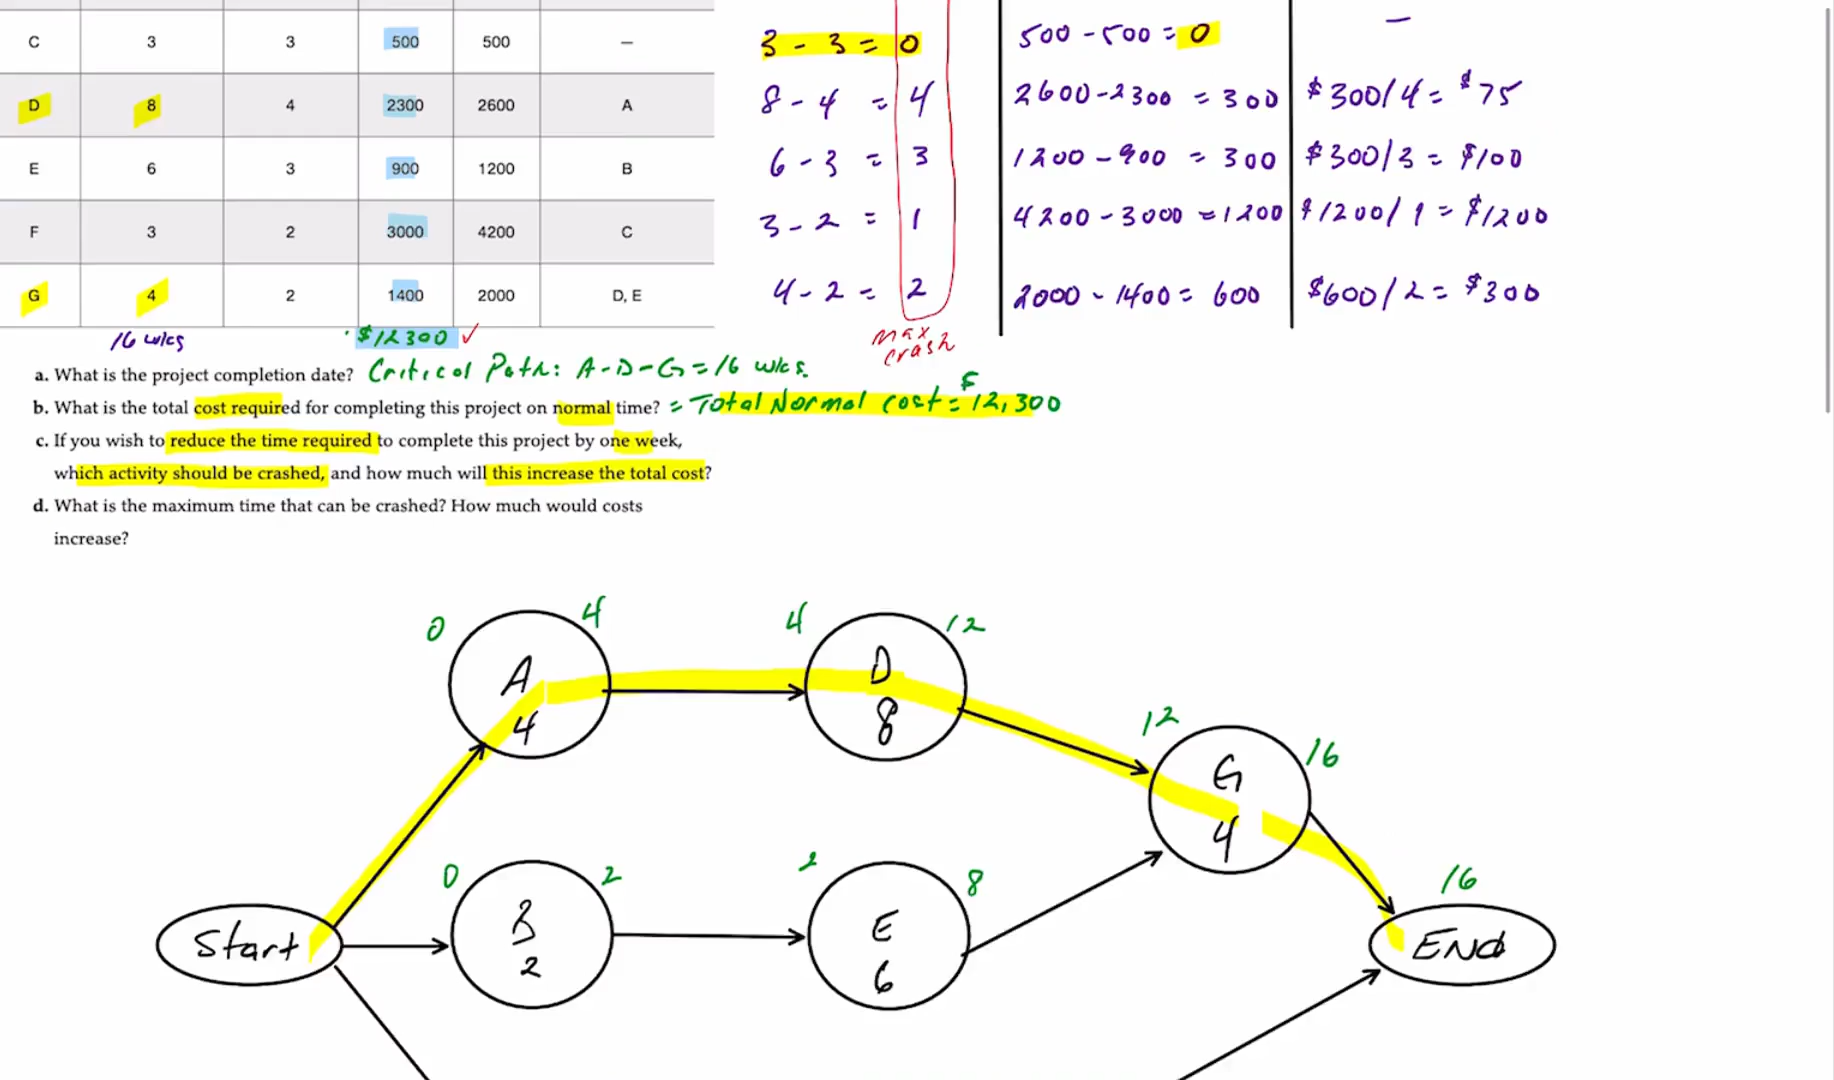 C 3 3 500 500 — 3 - 3 = 0 500 - 500 = 0 —
D 8 4 2300 2600 A 8 - 4 = 4 2600-2300 = 300 $300/4 = $75
E 6 3 900 1200 B 6 - 3 = 3 1200-900 = 300 $300/3 = $100
F 3 2 3000 4200 C 3 - 2 = 1 4200-3000 = 1200 $1200/1 = $1200
G 4 2 1400 2000 D, E 4 - 2 = 2 2000 - 1400 = 600 $600/2 = $300
16 wks $12300 ✓ max
crash
a. What is the project completion date? Critical Path: A-D-G = 16 wks.
b. What is the total cost required for completing this project on normal time? = Total Normal cost = $12,300
c. If you wish to reduce the time required to complete this project by one week,
which activity should be crashed, and how much will this increase the total cost?
d. What is the maximum time that can be crashed? How much would costs
increase?
0 4 4 12
A D
4 8
12 16
G
4
0 2 2 8 16
B E
2 6
Start End